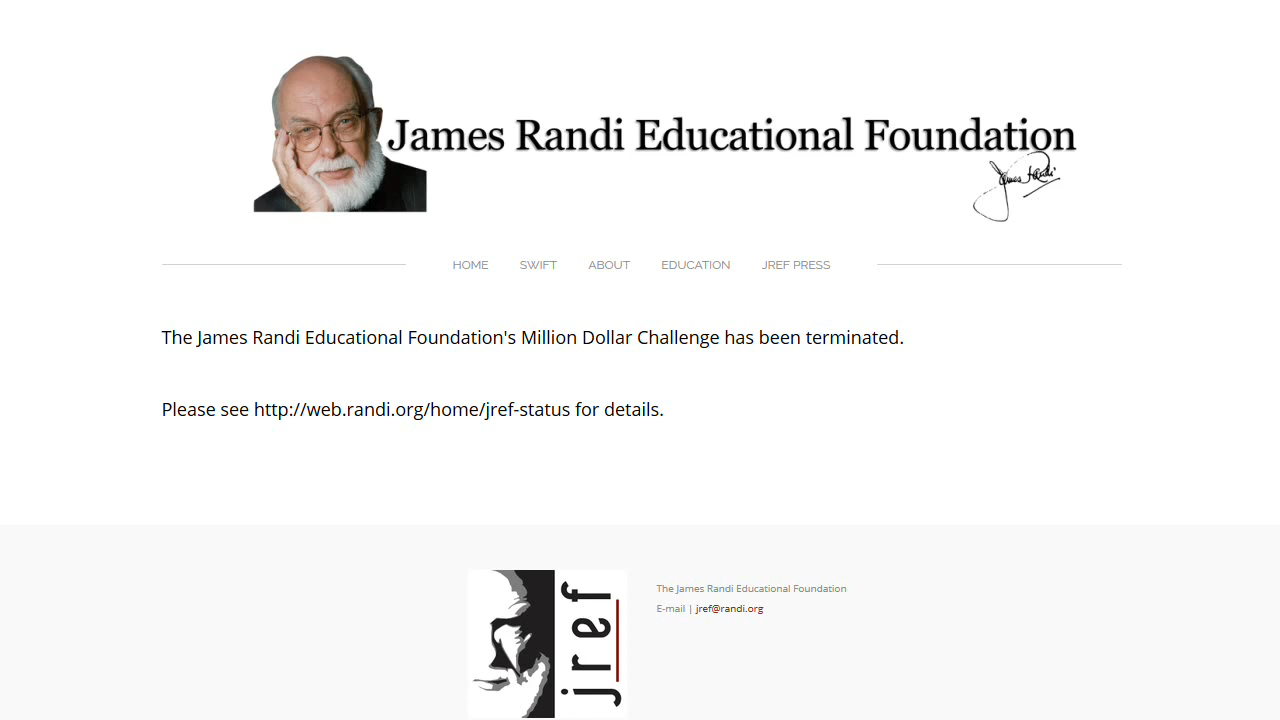 James Randi Educational Foundation
James Randi
HOME SWIFT ABOUT EDUCATION JREF PRESS
The James Randi Educational Foundation's Million Dollar Challenge has been terminated.
Please see http://web.randi.org/home/jref-status for details.
jref
The James Randi Educational Foundation
E-mail | jref@randi.org